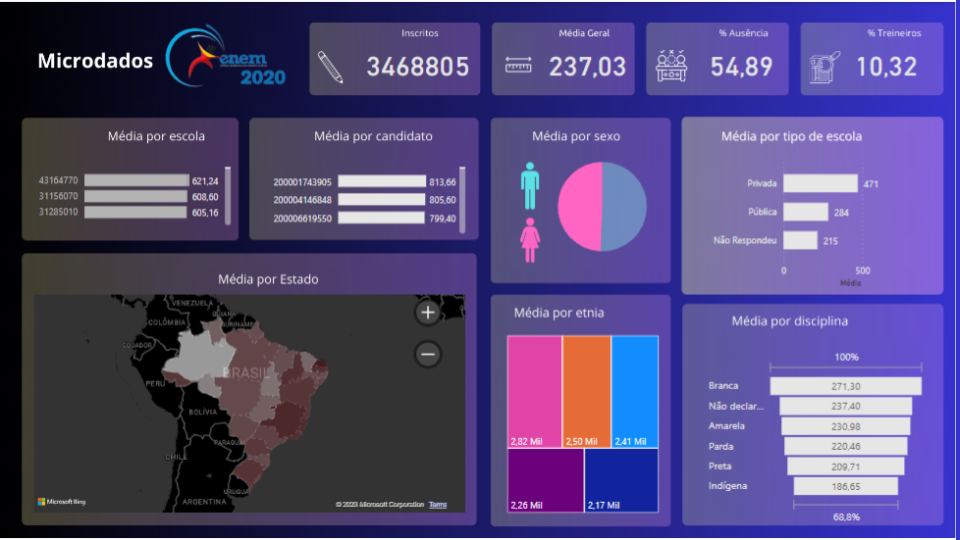 Microdados
enem
2020
Inscritos
3468805
Média Geral
237,03
% Ausência
54,89
% Treineiros
10,32
Média por escola
43164770 621,24
31156070 608,60
31285010 605,16
Média por candidato
200001743905 813,66
200004146848 805,60
200006619550 799,40
Média por sexo
Média por tipo de escola
Privada 471
Pública 284
Não Respondeu 215
0 500
Média
Média por Estado
VENEZUELA
GUIANA
SURINAME
COLÔMBIA
EQUADOR
BRASIL
PERU
BOLÍVIA
PARAGUAI
CHILE
URUGUAI
ARGENTINA
+
−
Microsoft Bing
© 2023 Microsoft Corporation Terms
Média por etnia
2,82 Mil
2,50 Mil
2,41 Mil
2,26 Mil
2,17 Mil
Média por disciplina
100%
Branca 271,30
Não declar... 237,40
Amarela 230,98
Parda 220,46
Preta 209,71
Indígena 186,65
68,8%